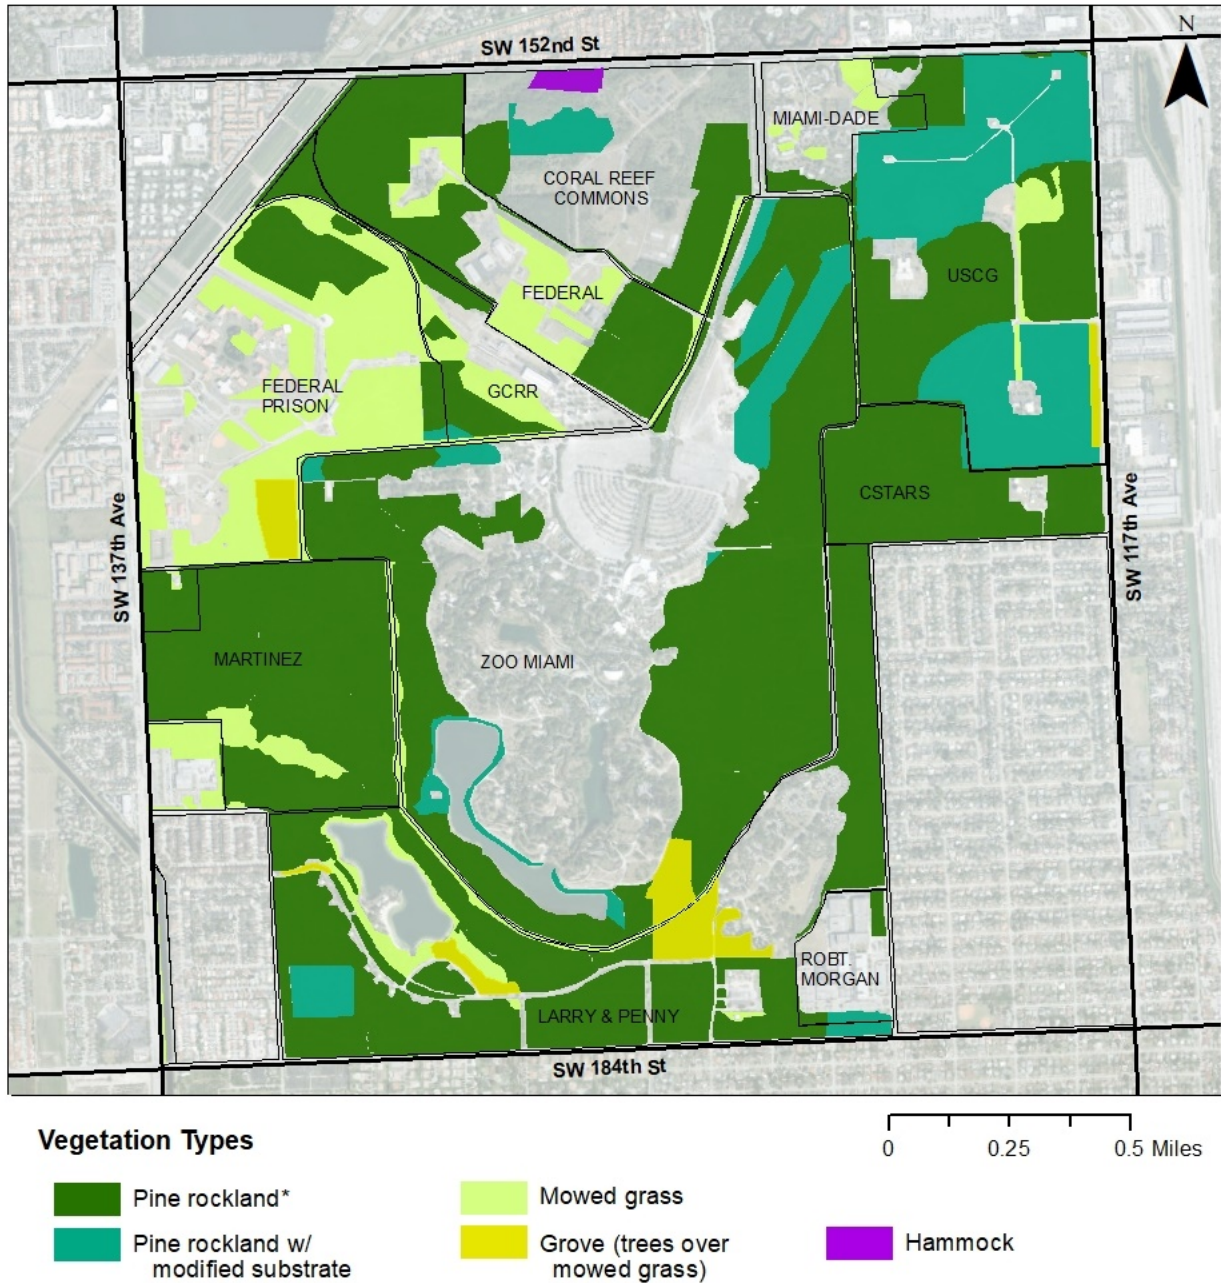 SW 152nd St
N
MIAMI-DADE
CORAL REEF
COMMONS
USCG
FEDERAL
FEDERAL
PRISON
GCRR
CSTARS
SW 137th Ave
SW 117th Ave
MARTINEZ
ZOO MIAMI
ROBT.
MORGAN
LARRY & PENNY
SW 184th St
Vegetation Types
0 0.25 0.5 Miles
Pine rockland*
Mowed grass
Pine rockland w/
modified substrate
Grove (trees over
mowed grass)
Hammock